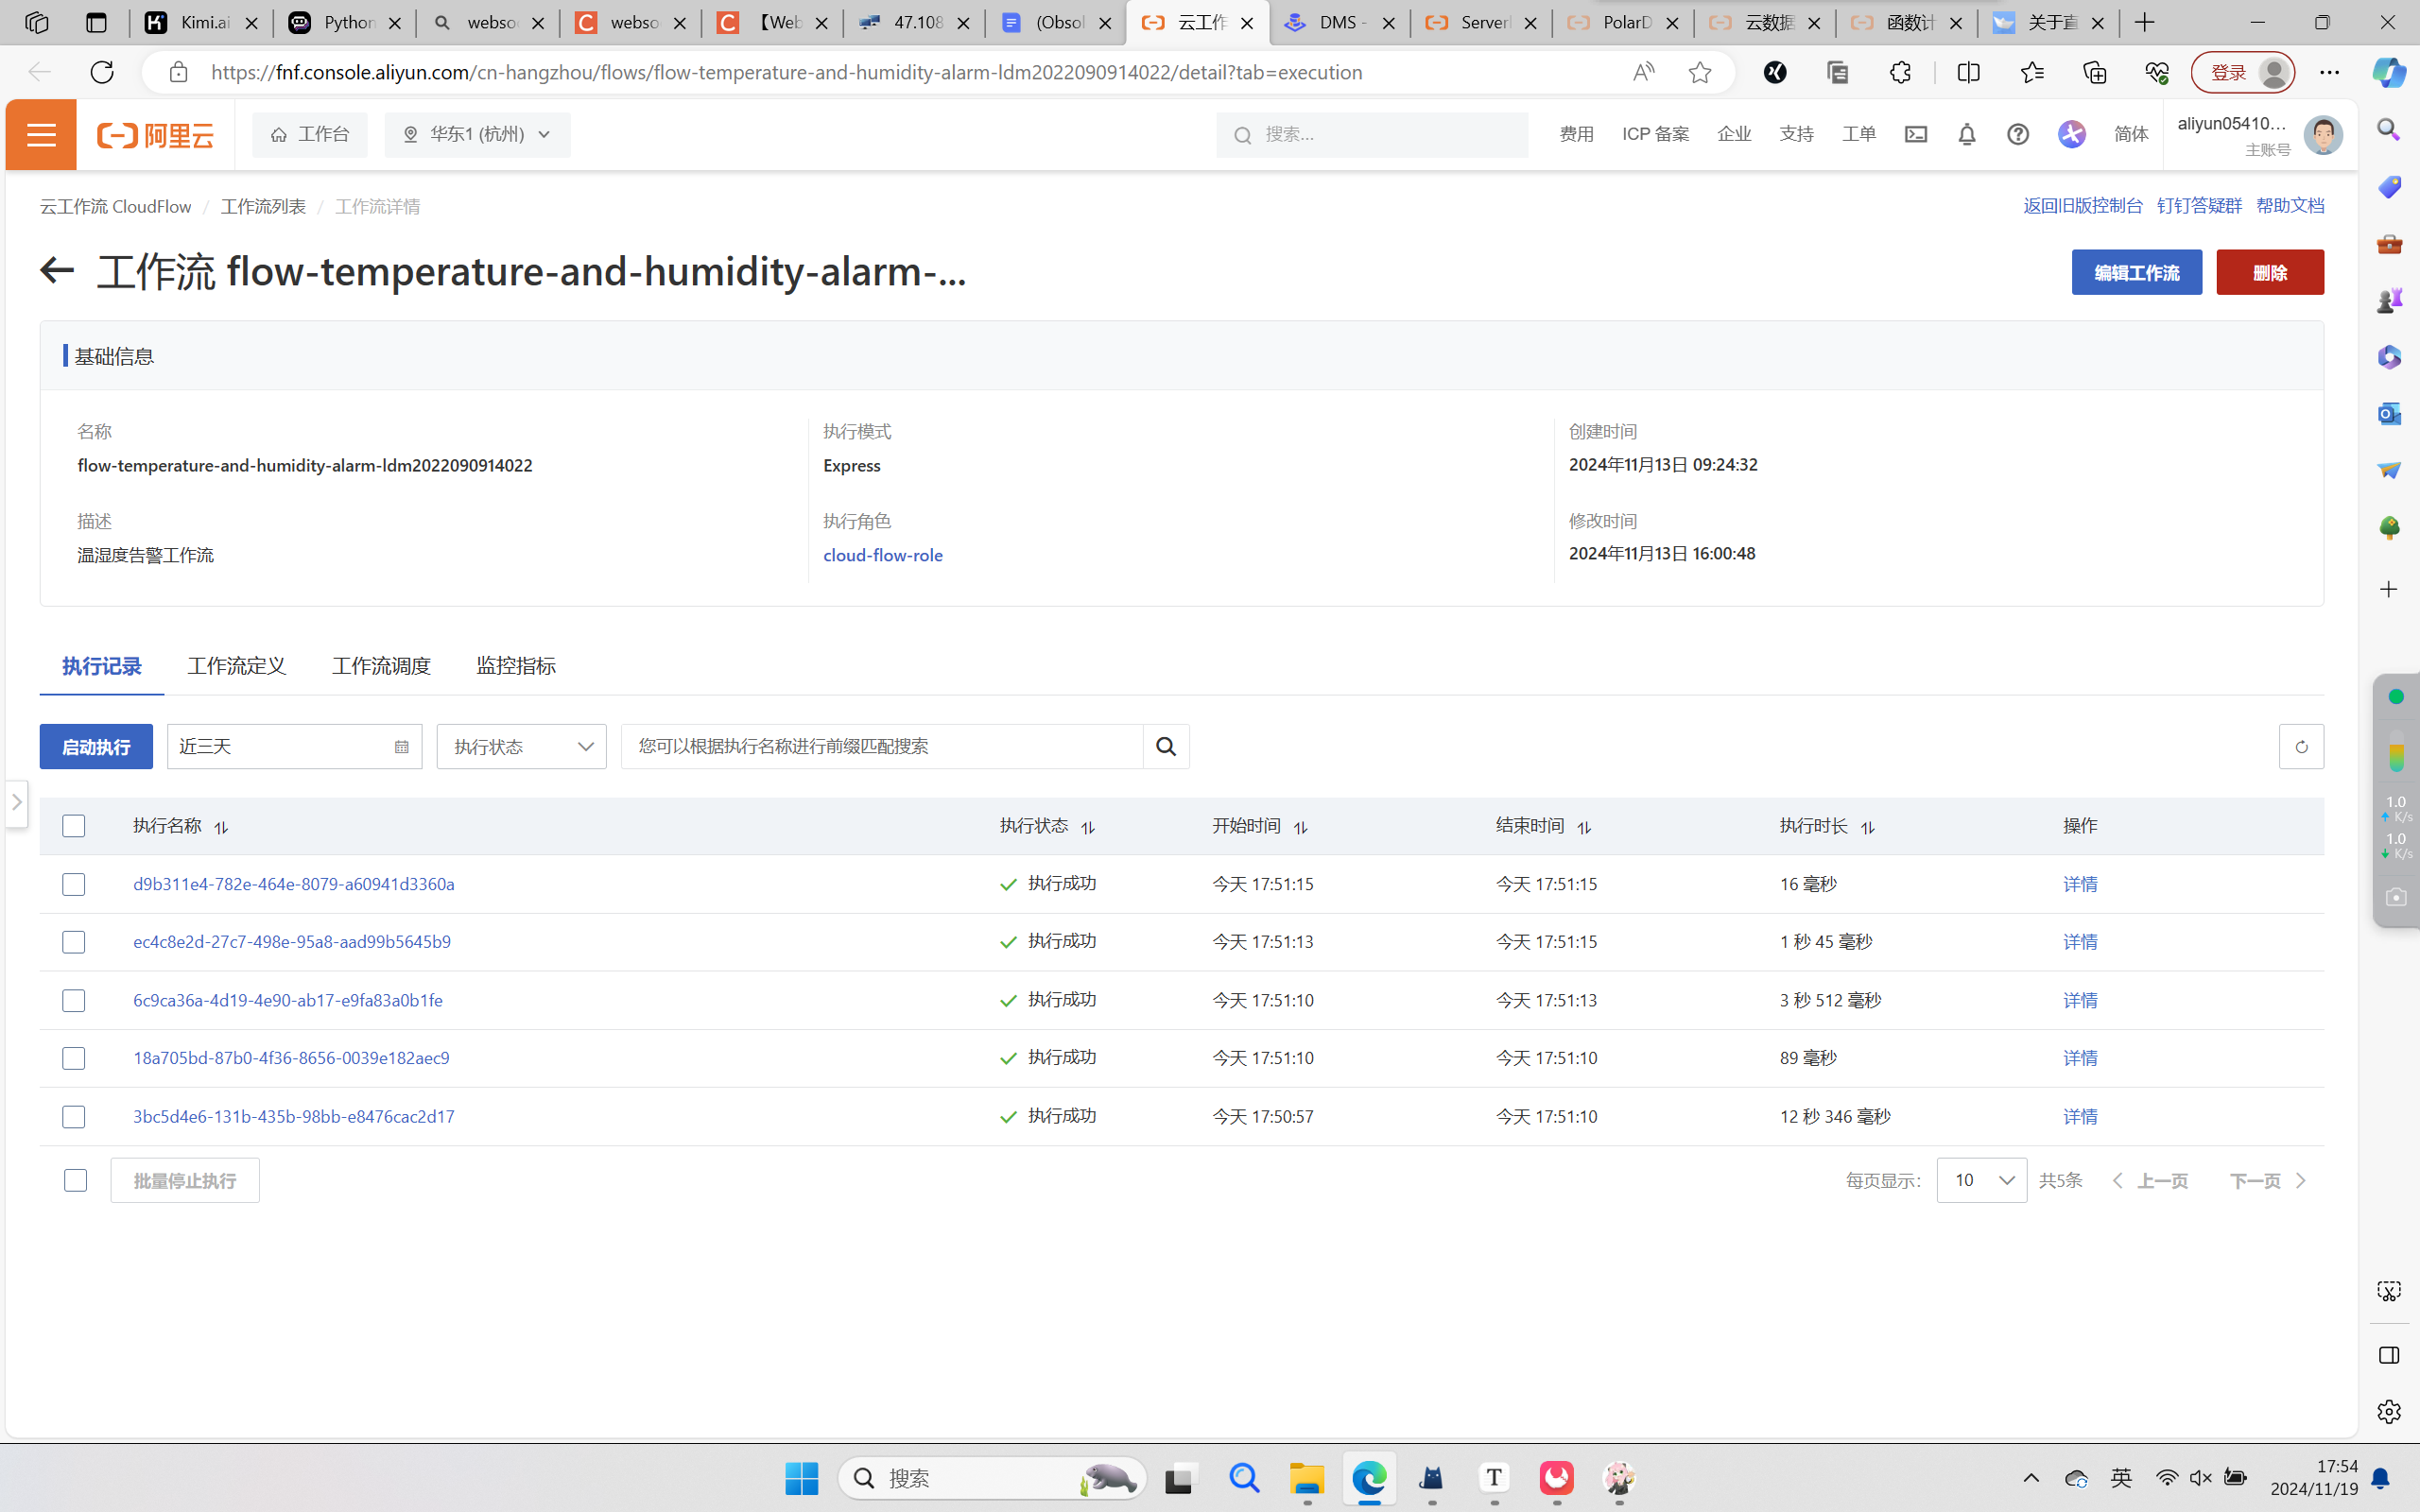 Kimi.ai
Python
websoc
webso
【Web
47.108
(Obsol
云工作
DMS -
Server
PolarD
云数据
函数计
关于直
https://fnf.console.aliyun.com/cn-hangzhou/flows/flow-temperature-and-humidity-alarm-ldm2022090914022/detail?tab=execution
登录
阿里云
工作台
华东1 (杭州)
搜索...
费用
ICP 备案
企业
支持
工单
简体
aliyun05410...
主账号
云工作流 CloudFlow / 工作流列表 / 工作流详情
返回旧版控制台 钉钉答疑群 帮助文档
工作流 flow-temperature-and-humidity-alarm-...
编辑工作流
删除
基础信息
名称
执行模式
创建时间
flow-temperature-and-humidity-alarm-ldm2022090914022
Express
2024年11月13日 09:24:32
描述
执行角色
修改时间
温湿度告警工作流
cloud-flow-role
2024年11月13日 16:00:48
执行记录 工作流定义 工作流调度 监控指标
启动执行 近三天 执行状态 您可以根据执行名称进行前缀匹配搜索
执行名称 执行状态 开始时间 结束时间 执行时长 操作
d9b311e4-782e-464e-8079-a60941d3360a 执行成功 今天 17:51:15 今天 17:51:15 16 毫秒 详情
ec4c8e2d-27c7-498e-95a8-aad99b5645b9 执行成功 今天 17:51:13 今天 17:51:15 1 秒 45 毫秒 详情
6c9ca36a-4d19-4e90-ab17-e9fa83a0b1fe 执行成功 今天 17:51:10 今天 17:51:13 3 秒 512 毫秒 详情
18a705bd-87b0-4f36-8656-0039e182aec9 执行成功 今天 17:51:10 今天 17:51:10 89 毫秒 详情
3bc5d4e6-131b-435b-98bb-e8476cac2d17 执行成功 今天 17:50:57 今天 17:51:10 12 秒 346 毫秒 详情
批量停止执行
每页显示: 10 共5条 上一页 下一页
1.0
K/s
1.0
K/s
搜索
英
17:54
2024/11/19